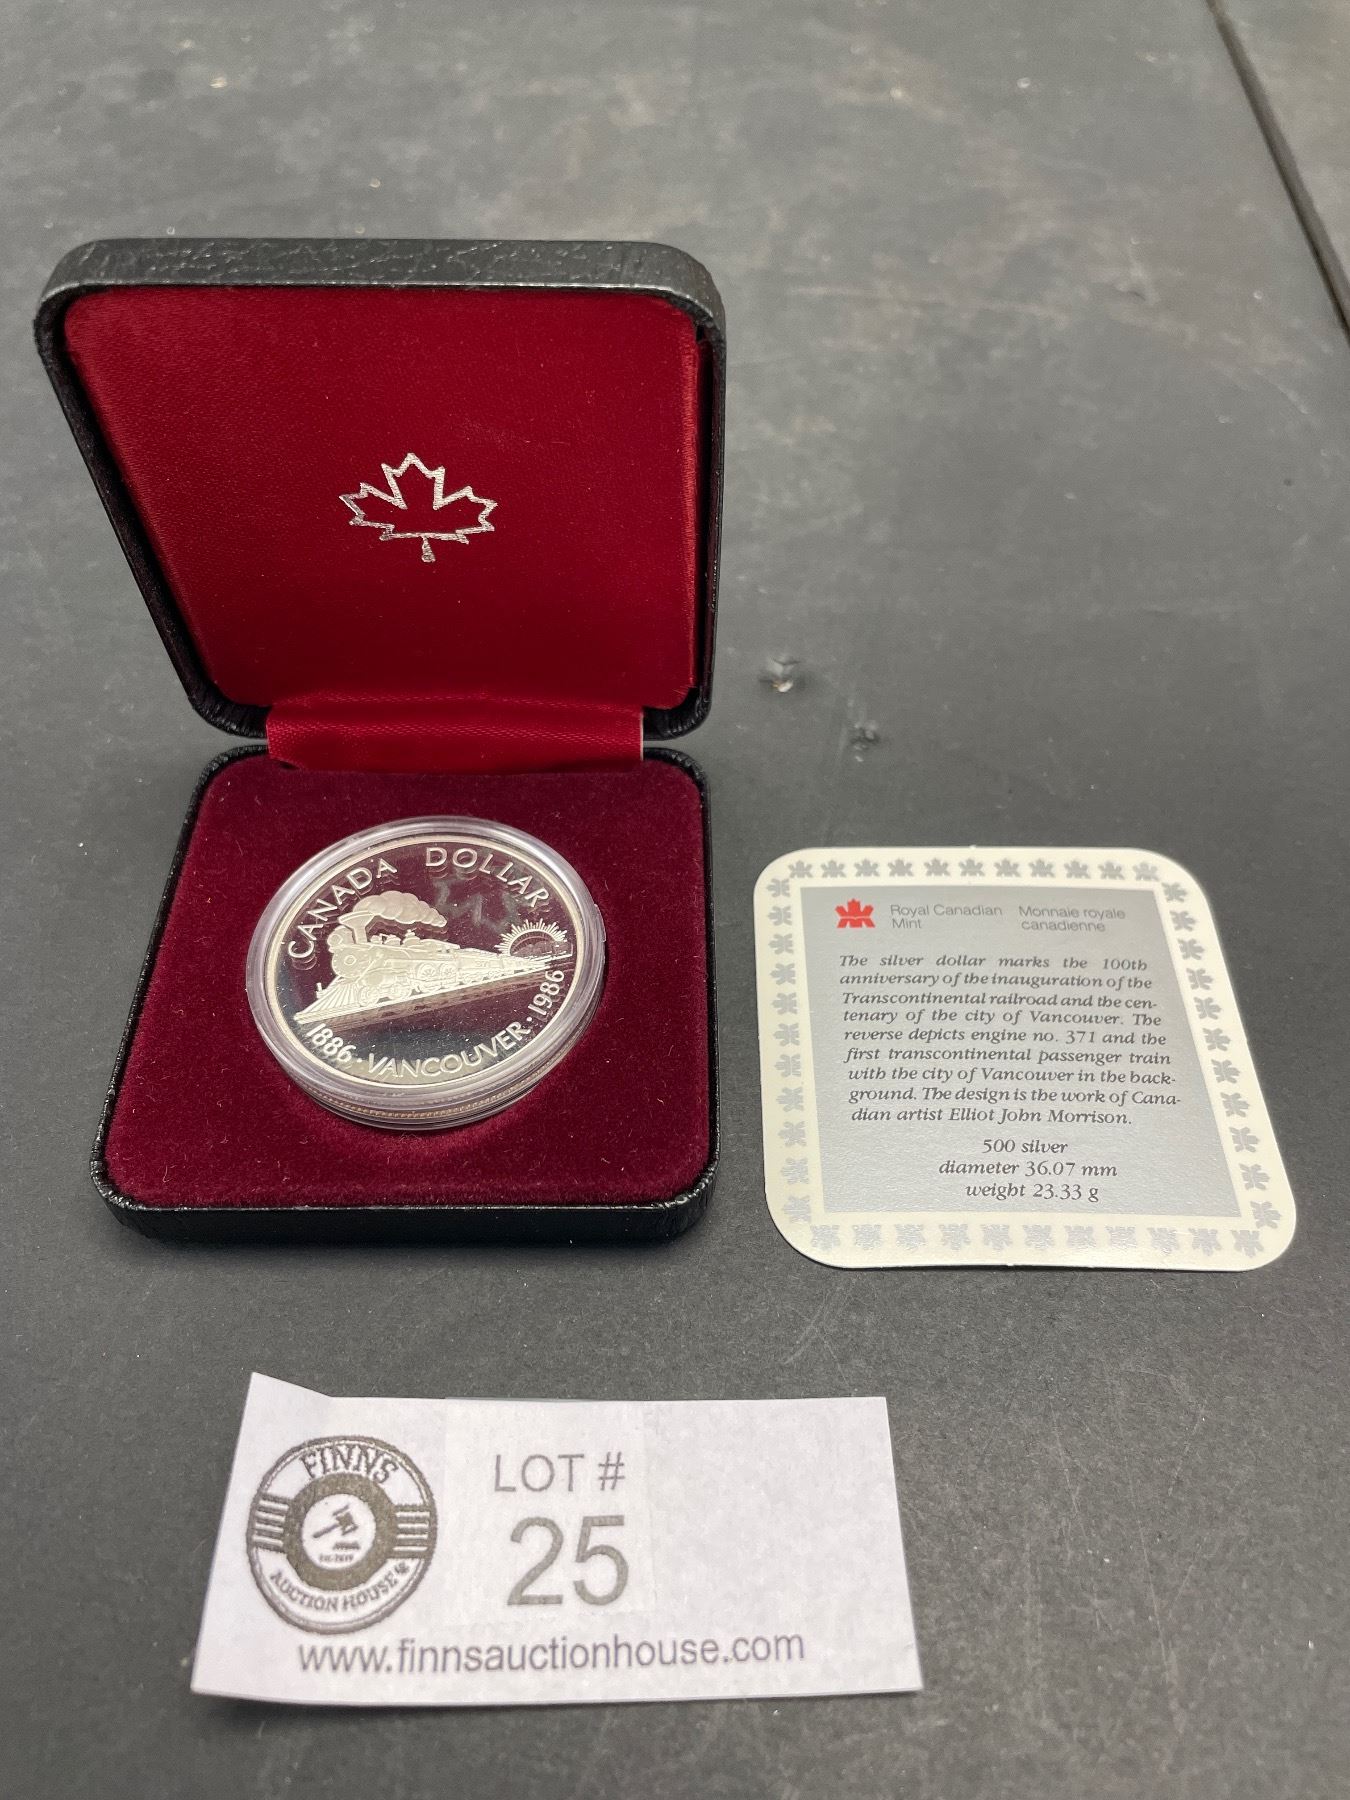 CANADA DOLLAR
1886 · VANCOUVER · 1986
Royal Canadian Mint
Monnaie royale canadienne
The silver dollar marks the 100th
anniversary of the inauguration of the
Transcontinental railroad and the cen-
tenary of the city of Vancouver. The
reverse depicts engine no. 371 and the
first transcontinental passenger train
with the city of Vancouver in the back-
ground. The design is the work of Cana-
dian artist Elliot John Morrison.
500 silver
diameter 36.07 mm
weight 23.33 g
FINNS
AUCTION HOUSE
LOT #
25
www.finnsauctionhouse.com